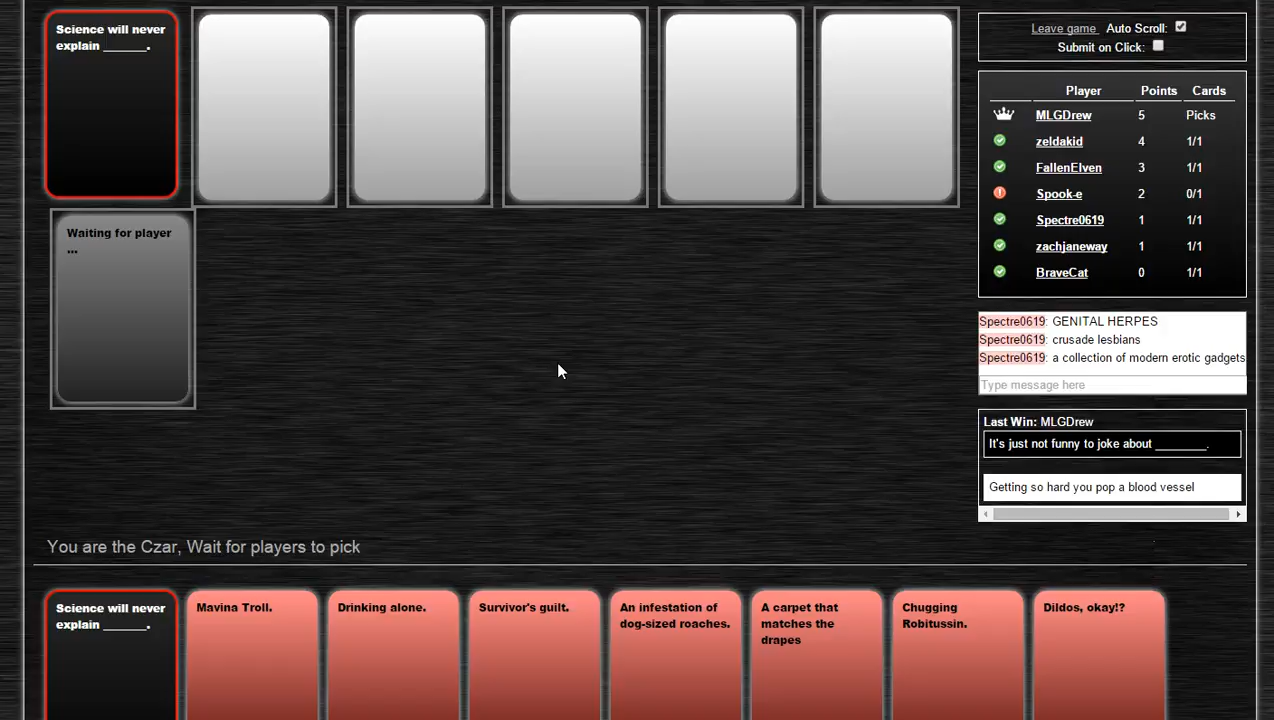 Science will never
explain ______.
Waiting for player
...
Leave game Auto Scroll:
Submit on Click:
Player Points Cards
MLGDrew 5 Picks
zeldakid 4 1/1
FallenElven 3 1/1
Spook-e 2 0/1
Spectre0619 1 1/1
zachjaneway 1 1/1
BraveCat 0 1/1
Spectre0619: GENITAL HERPES
Spectre0619: crusade lesbians
Spectre0619: a collection of modern erotic gadgets
Type message here
Last Win: MLGDrew
It's just not funny to joke about ________.
Getting so hard you pop a blood vessel
You are the Czar, Wait for players to pick
Science will never
explain ______.
Mavina Troll.
Drinking alone.
Survivor's guilt.
An infestation of
dog-sized roaches.
A carpet that
matches the
drapes
Chugging
Robitussin.
Dildos, okay!?